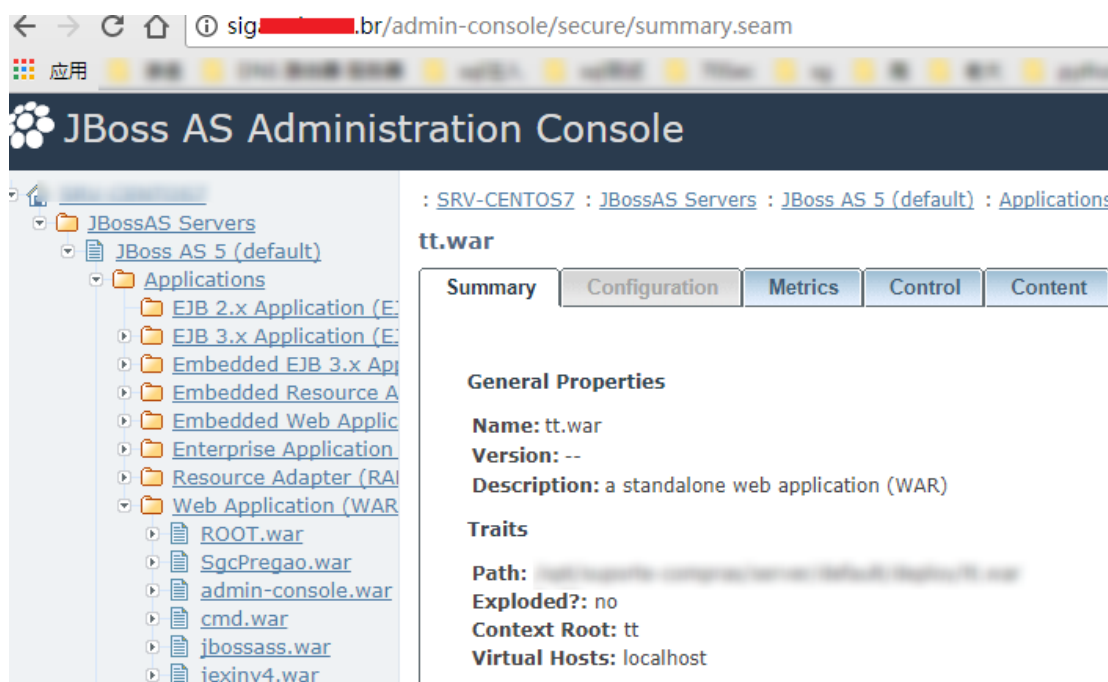 sig .br/admin-console/secure/summary.seam
应用
JBoss AS Administration Console
JBossAS Servers
JBoss AS 5 (default)
Applications
EJB 2.x Application (E
EJB 3.x Application (E
Embedded EJB 3.x App
Embedded Resource A
Embedded Web Applic
Enterprise Application
Resource Adapter (RA
Web Application (WAR
ROOT.war
SgcPregao.war
admin-console.war
cmd.war
jbossass.war
jexinv4.war
: SRV-CENTOS7 : JBossAS Servers : JBoss AS 5 (default) : Applications
tt.war
Summary Configuration Metrics Control Content
General Properties
Name: tt.war
Version: --
Description: a standalone web application (WAR)
Traits
Path:
Exploded?: no
Context Root: tt
Virtual Hosts: localhost